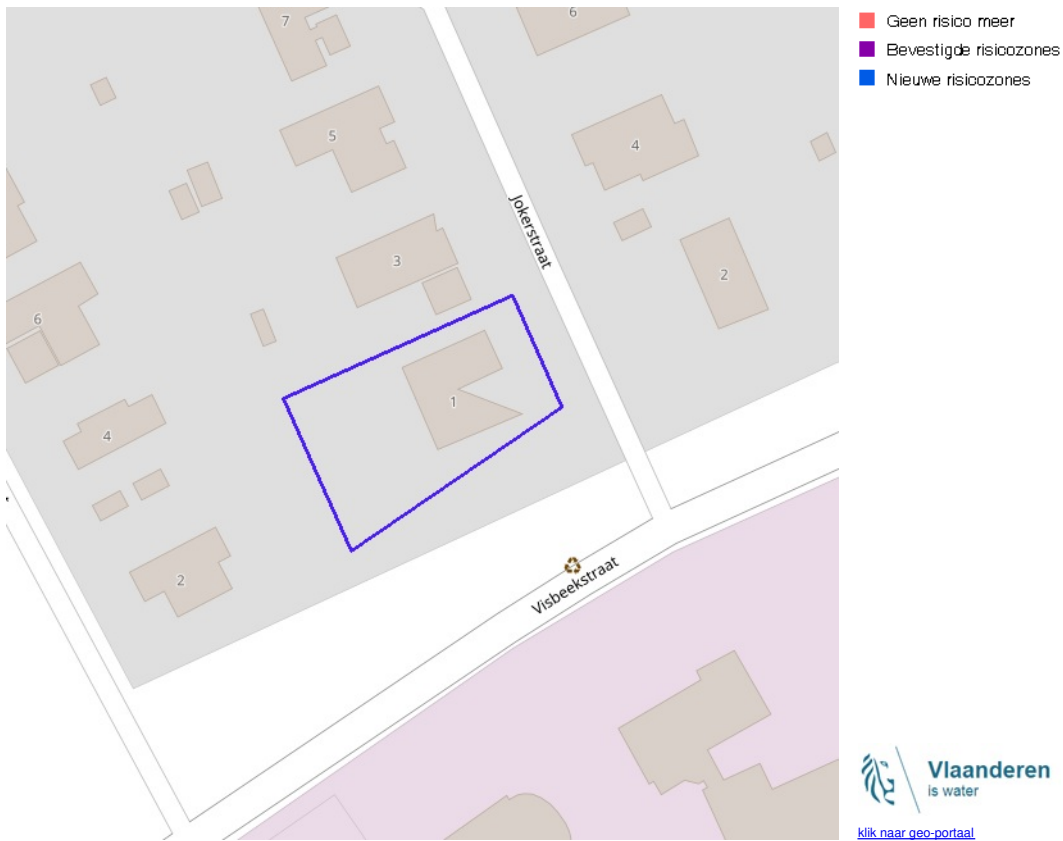 7
6
Geen risico meer
Bevestigde risicozones
Nieuwe risicozones
5
4
Jokerstraat
3
2
6
1
4
2
Visbeekstraat
Vlaanderen
is water
klik naar geo-portaal